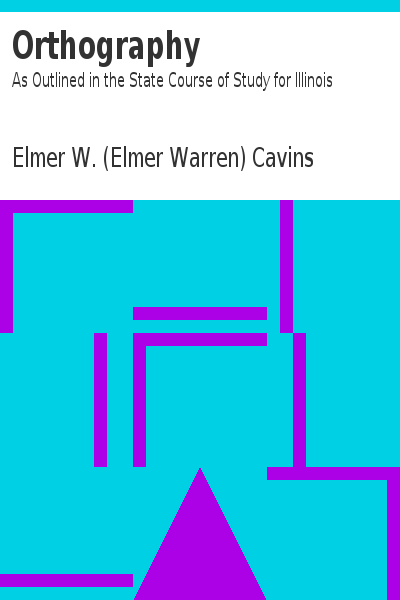 Orthography
As Outlined in the State Course of Study for Illinois
Elmer W. (Elmer Warren) Cavins